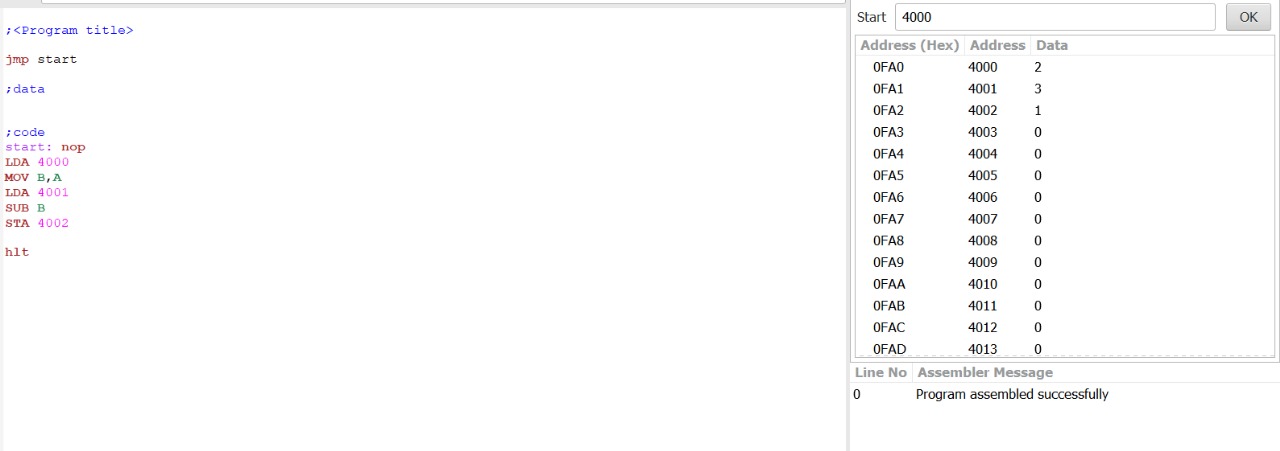 ;<Program title>
jmp start
;data
;code
start: nop
LDA 4000
MOV B,A
LDA 4001
SUB B
STA 4002
hlt
Start 4000 OK
Address (Hex) Address Data
0FA0 4000 2
0FA1 4001 3
0FA2 4002 1
0FA3 4003 0
0FA4 4004 0
0FA5 4005 0
0FA6 4006 0
0FA7 4007 0
0FA8 4008 0
0FA9 4009 0
0FAA 4010 0
0FAB 4011 0
0FAC 4012 0
0FAD 4013 0
Line No Assembler Message
0 Program assembled successfully